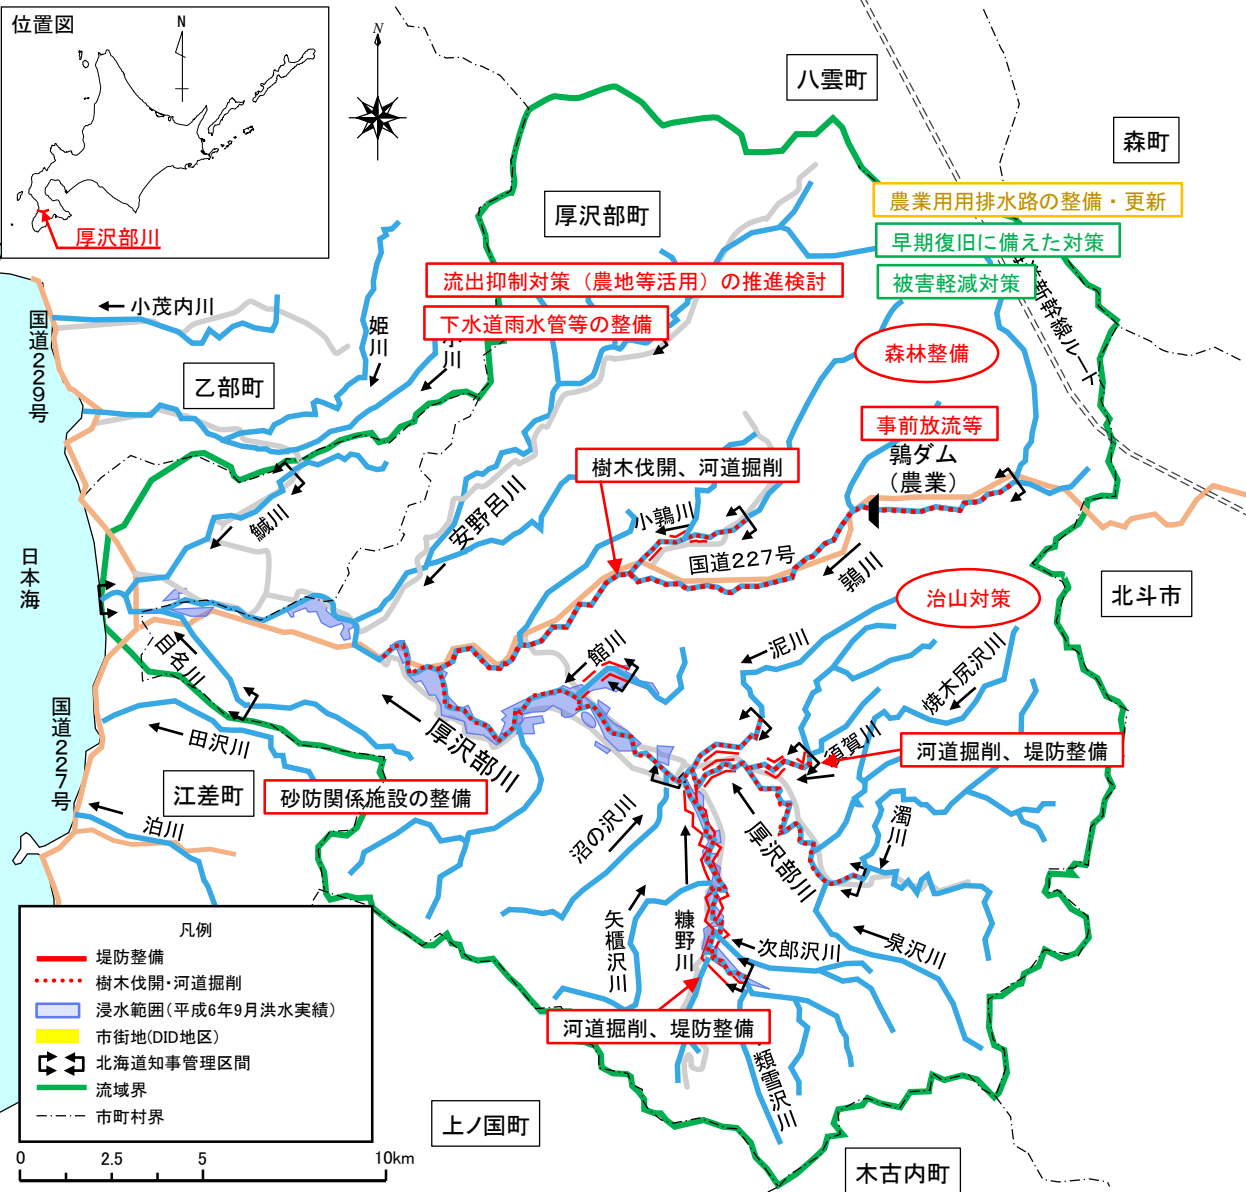 位置図
N
厚沢部川
N
八雲町
森町
厚沢部町
農業用用排水路の整備・更新
早期復旧に備えた対策
被害軽減対策
新幹線ルート
流出抑制対策（農地等活用）の推進検討
下水道雨水管等の整備
小茂内川
国道229号
姫川
川
乙部町
森林整備
事前放流等
鶉ダム
（農業）
樹木伐開、河道掘削
安野呂川
小鶉川
国道227号
鶉川
鰔川
日本海
治山対策
北斗市
目名川
館川
泥川
焼木尻沢川
国道227号
田沢川
厚沢部川
須賀川
河道掘削、堤防整備
江差町
砂防関係施設の整備
泊川
沼の沢川
厚沢部川
濁川
矢櫃沢川
糠野川
次郎沢川
泉沢川
河道掘削、堤防整備
類雪沢川
上ノ国町
木古内町
凡例
堤防整備
樹木伐開・河道掘削
浸水範囲（平成6年9月洪水実績）
市街地(DID地区)
北海道知事管理区間
流域界
市町村界
0 2.5 5 10km